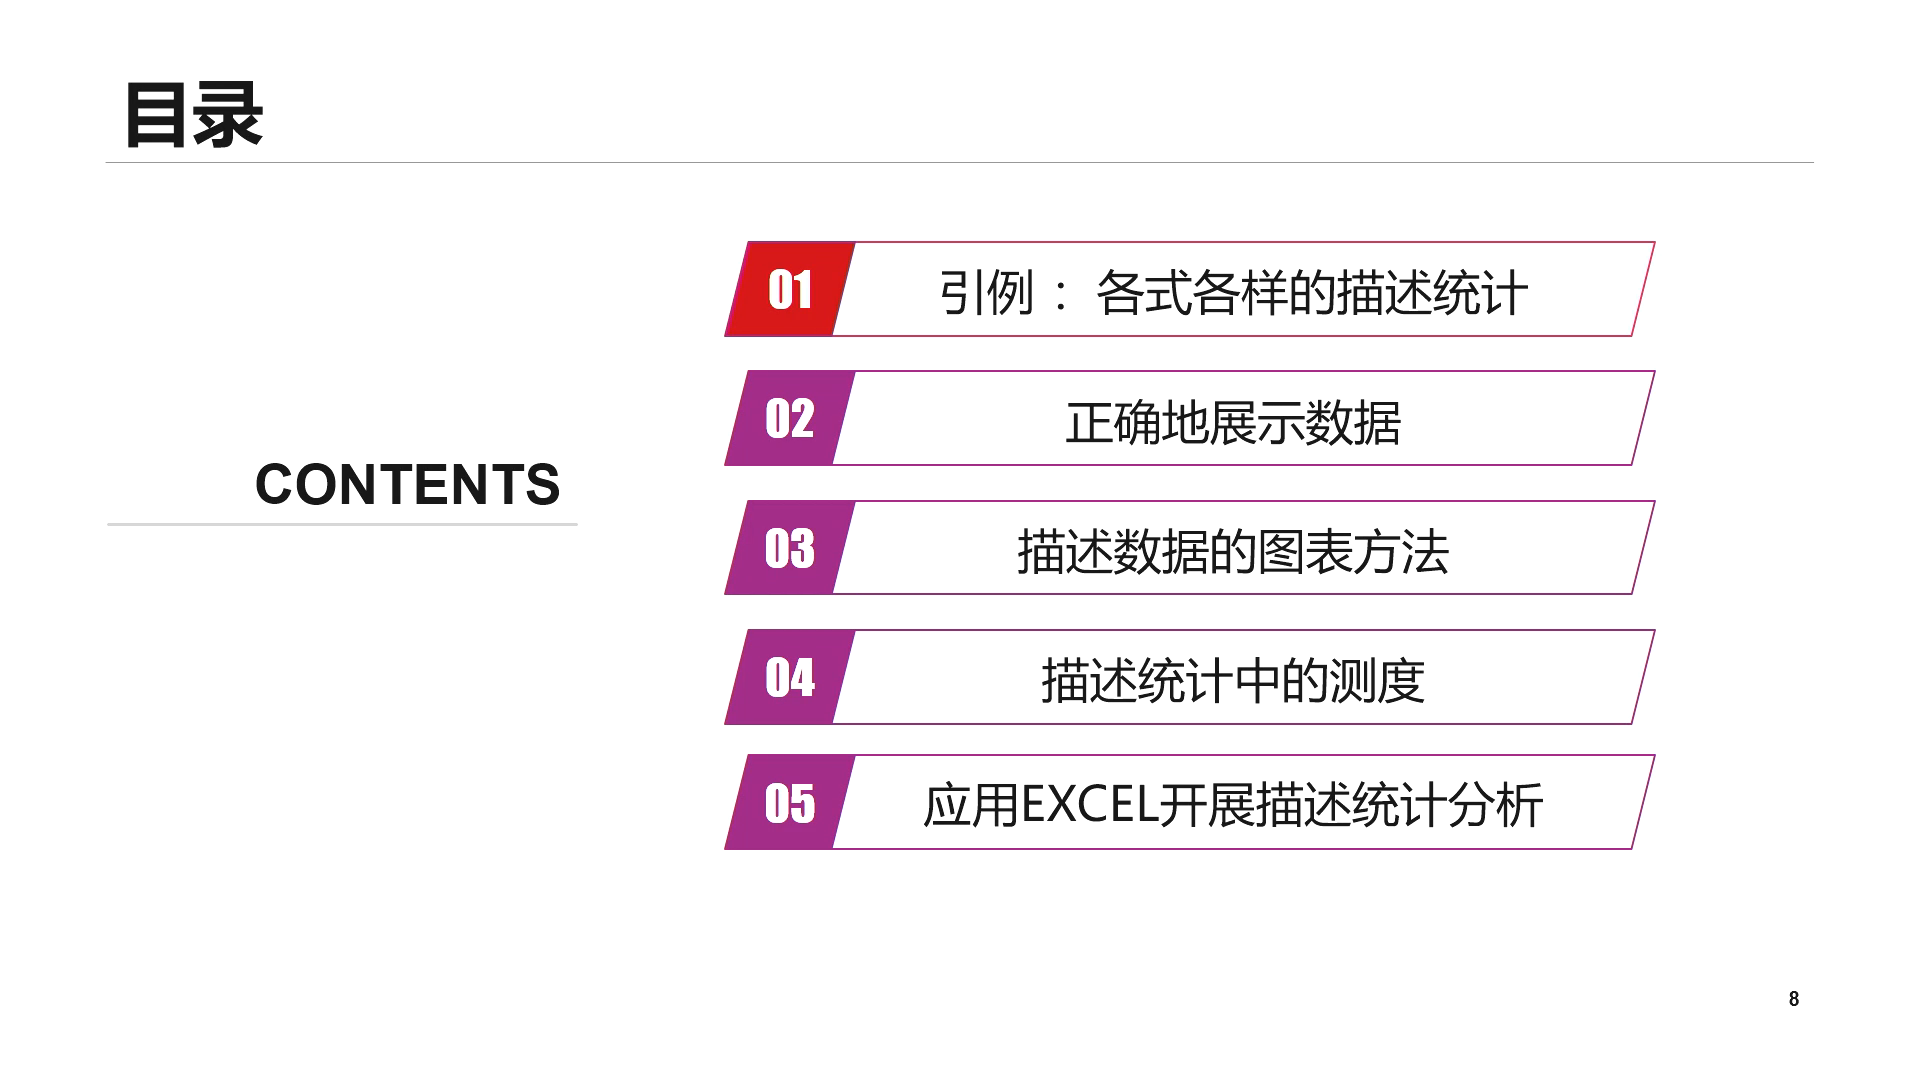 目录
CONTENTS
01 引例： 各式各样的描述统计
02 正确地展示数据
03 描述数据的图表方法
04 描述统计中的测度
05 应用EXCEL开展描述统计分析
8